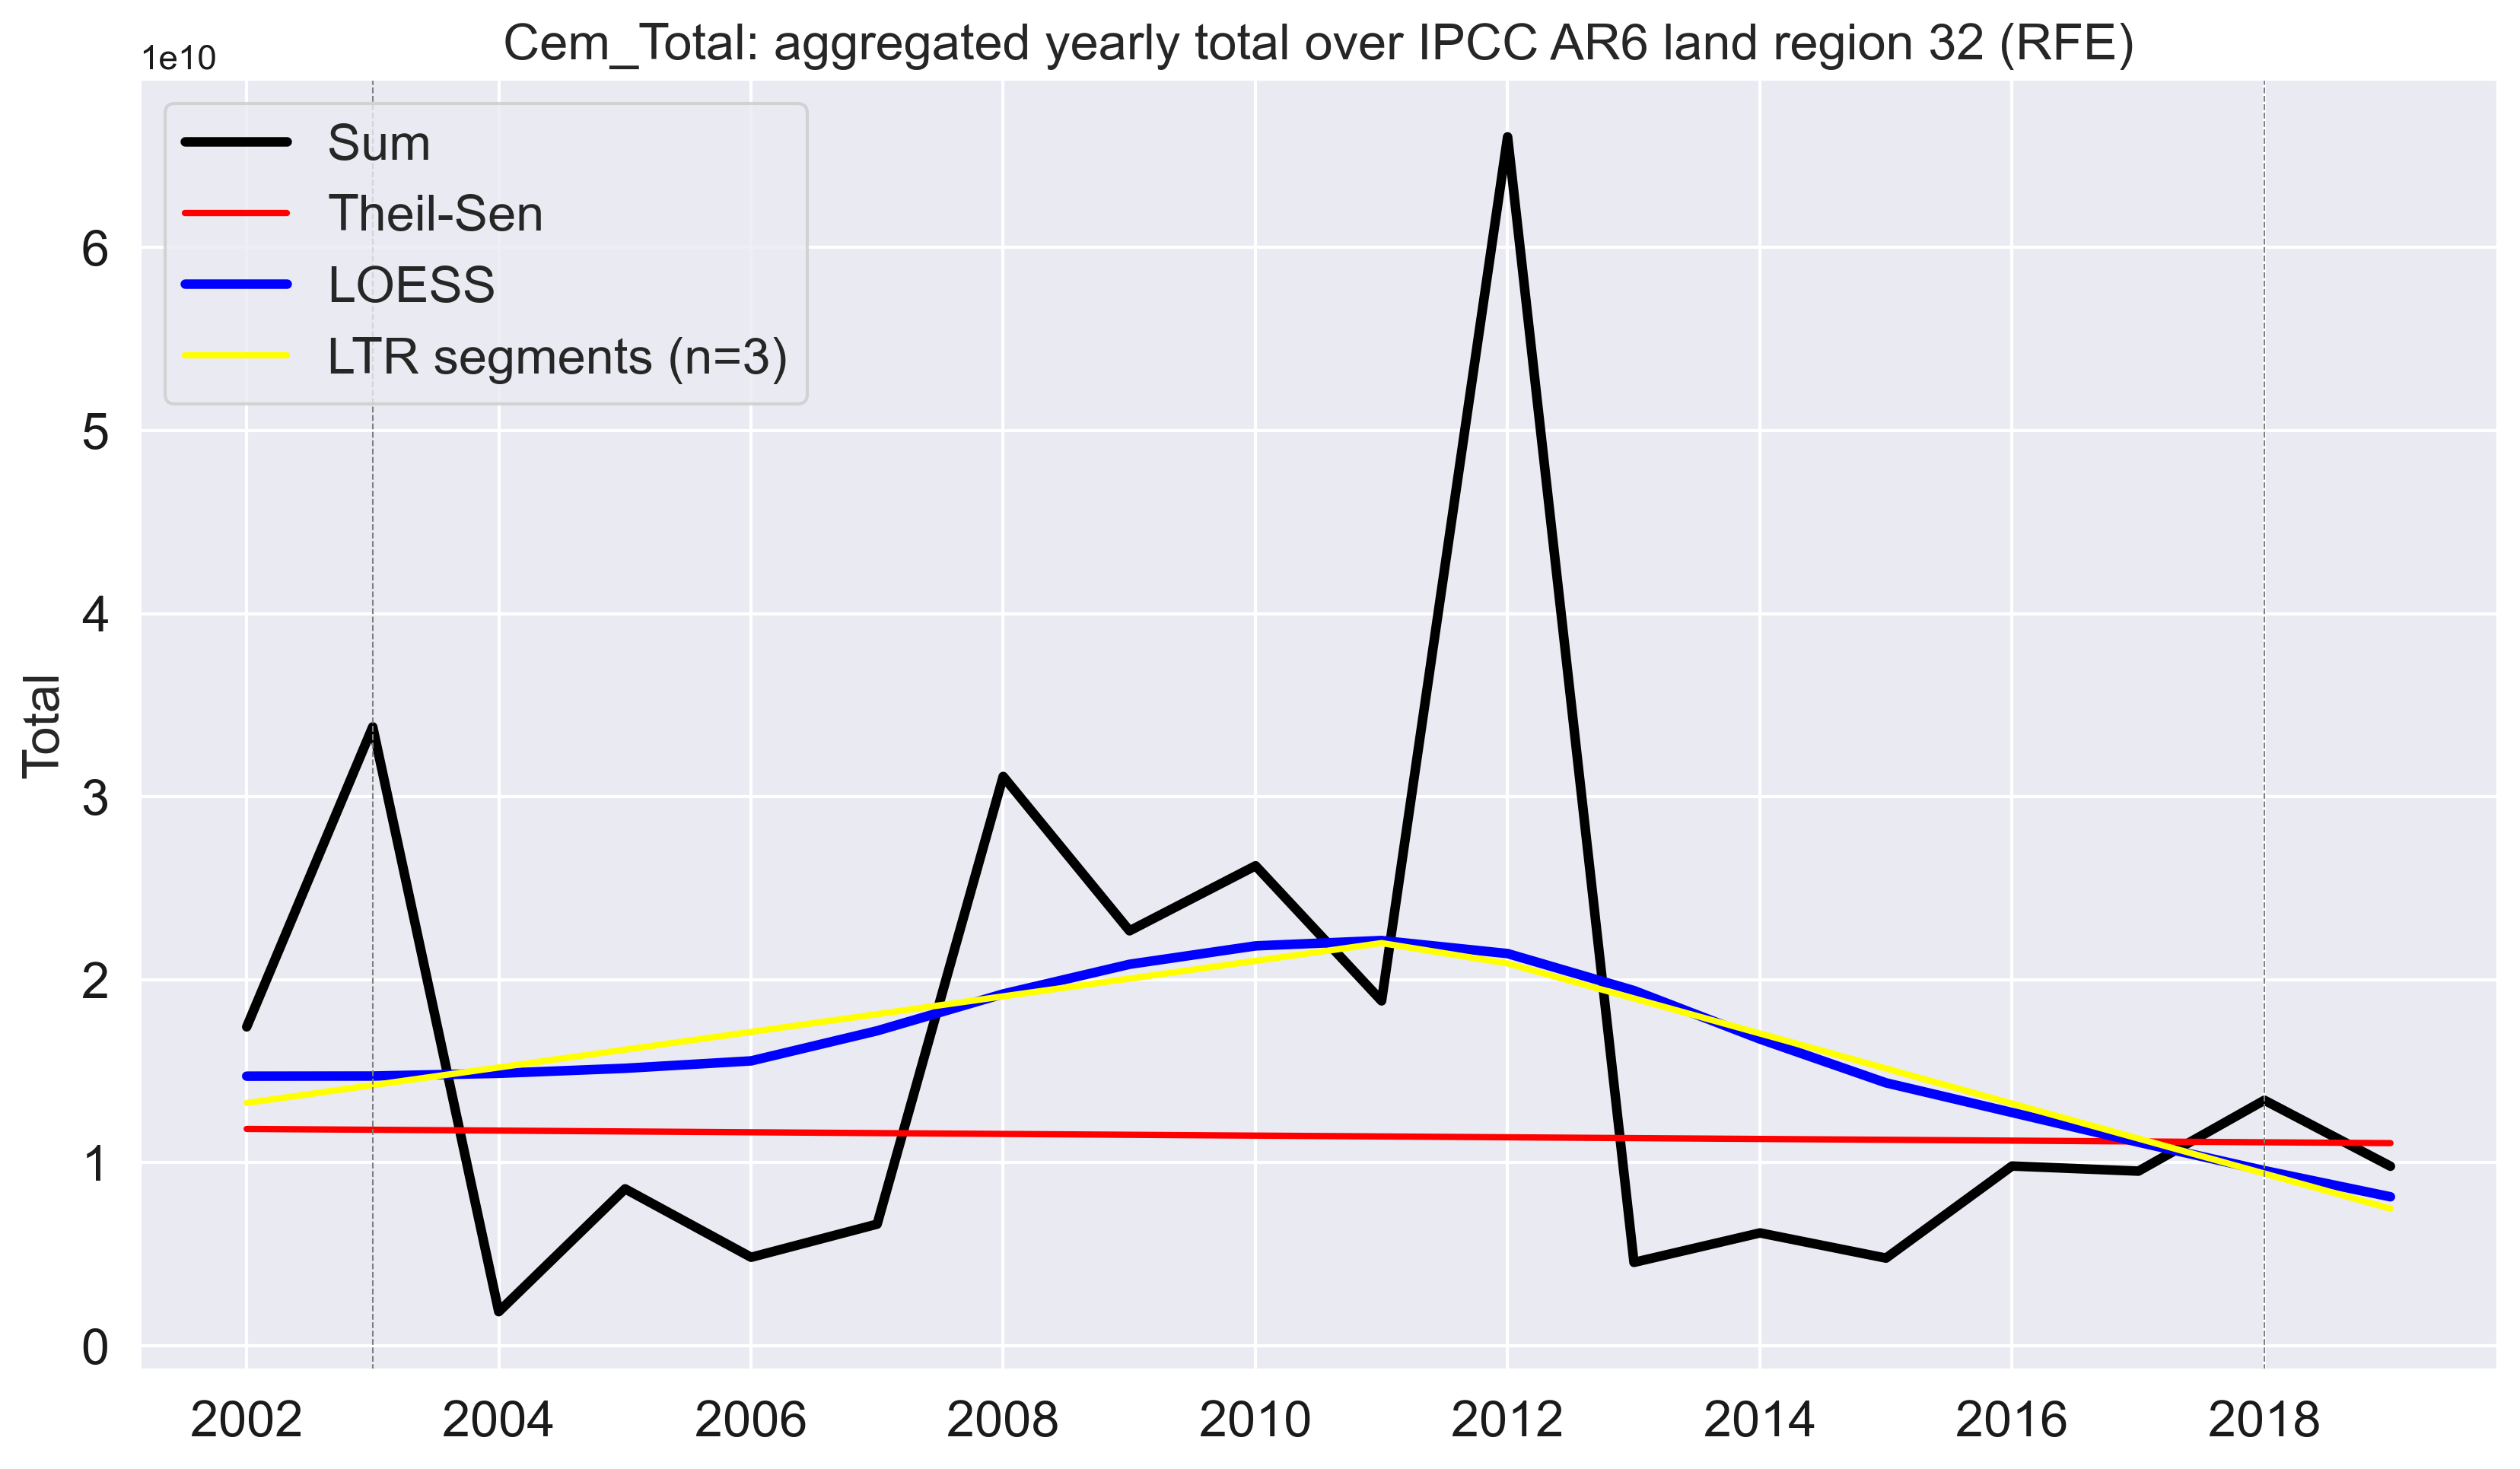 Cem_Total: aggregated yearly total over IPCC AR6 land region 32 (RFE)
1e10
Sum
Theil-Sen
LOESS
LTR segments (n=3)
6
5
4
3
2
1
0
Total
2002 2004 2006 2008 2010 2012 2014 2016 2018